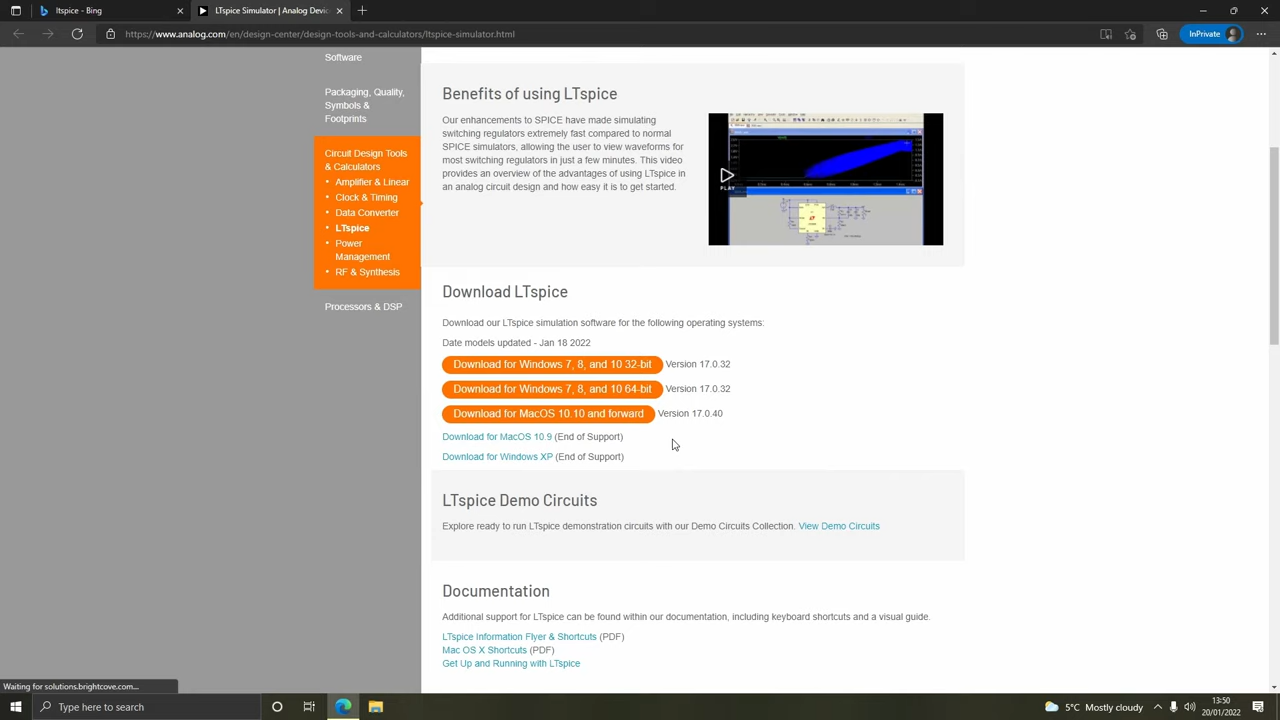 ltspice simulator - Bing
LTspice Simulator | Analog Devic
https://www.analog.com/en/design-center/design-tools-and-calculators/ltspice-simulator.html
InPrivate
Software
Packaging, Quality,
Symbols &
Footprints
Circuit Design Tools
& Calculators
• Amplifier & Linear
• Clock & Timing
• Data Converter
• LTspice
• Power
Management
• RF & Synthesis
Processors & DSP
Benefits of using LTspice
Our enhancements to SPICE have made simulating
switching regulators extremely fast compared to normal
SPICE simulators, allowing the user to view waveforms for
most switching regulators in just a few minutes. This video
provides an overview of the advantages of using LTspice in
an analog circuit design and how easy it is to get started.
PLAY
Download LTspice
Download our LTspice simulation software for the following operating systems:
Date models updated - Jan 18 2022
Download for Windows 7, 8, and 10 32-bit Version 17.0.32
Download for Windows 7, 8, and 10 64-bit Version 17.0.32
Download for MacOS 10.10 and forward Version 17.0.40
Download for MacOS 10.9 (End of Support)
Download for Windows XP (End of Support)
LTspice Demo Circuits
Explore ready to run LTspice demonstration circuits with our Demo Circuits Collection. View Demo Circuits
Documentation
Additional support for LTspice can be found within our documentation, including keyboard shortcuts and a visual guide.
LTspice Information Flyer & Shortcuts (PDF)
Mac OS X Shortcuts (PDF)
Get Up and Running with LTspice
Waiting for solutions.brightcove.com...
Type here to search
5°C Mostly cloudy
13:50
20/01/2022